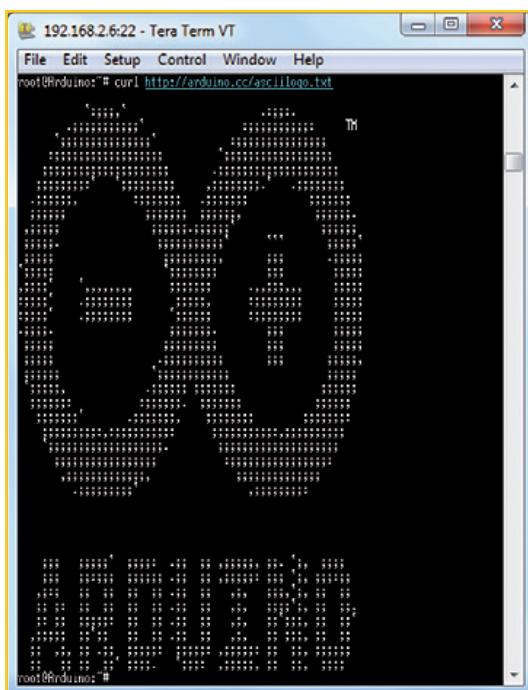 192.168.2.6:22 - Tera Term VT
File Edit Setup Control Window Help
root@Arduino:~# curl http://arduino.cc/asciilogo.txt
TM
ARDUINO
root@Arduino:~#